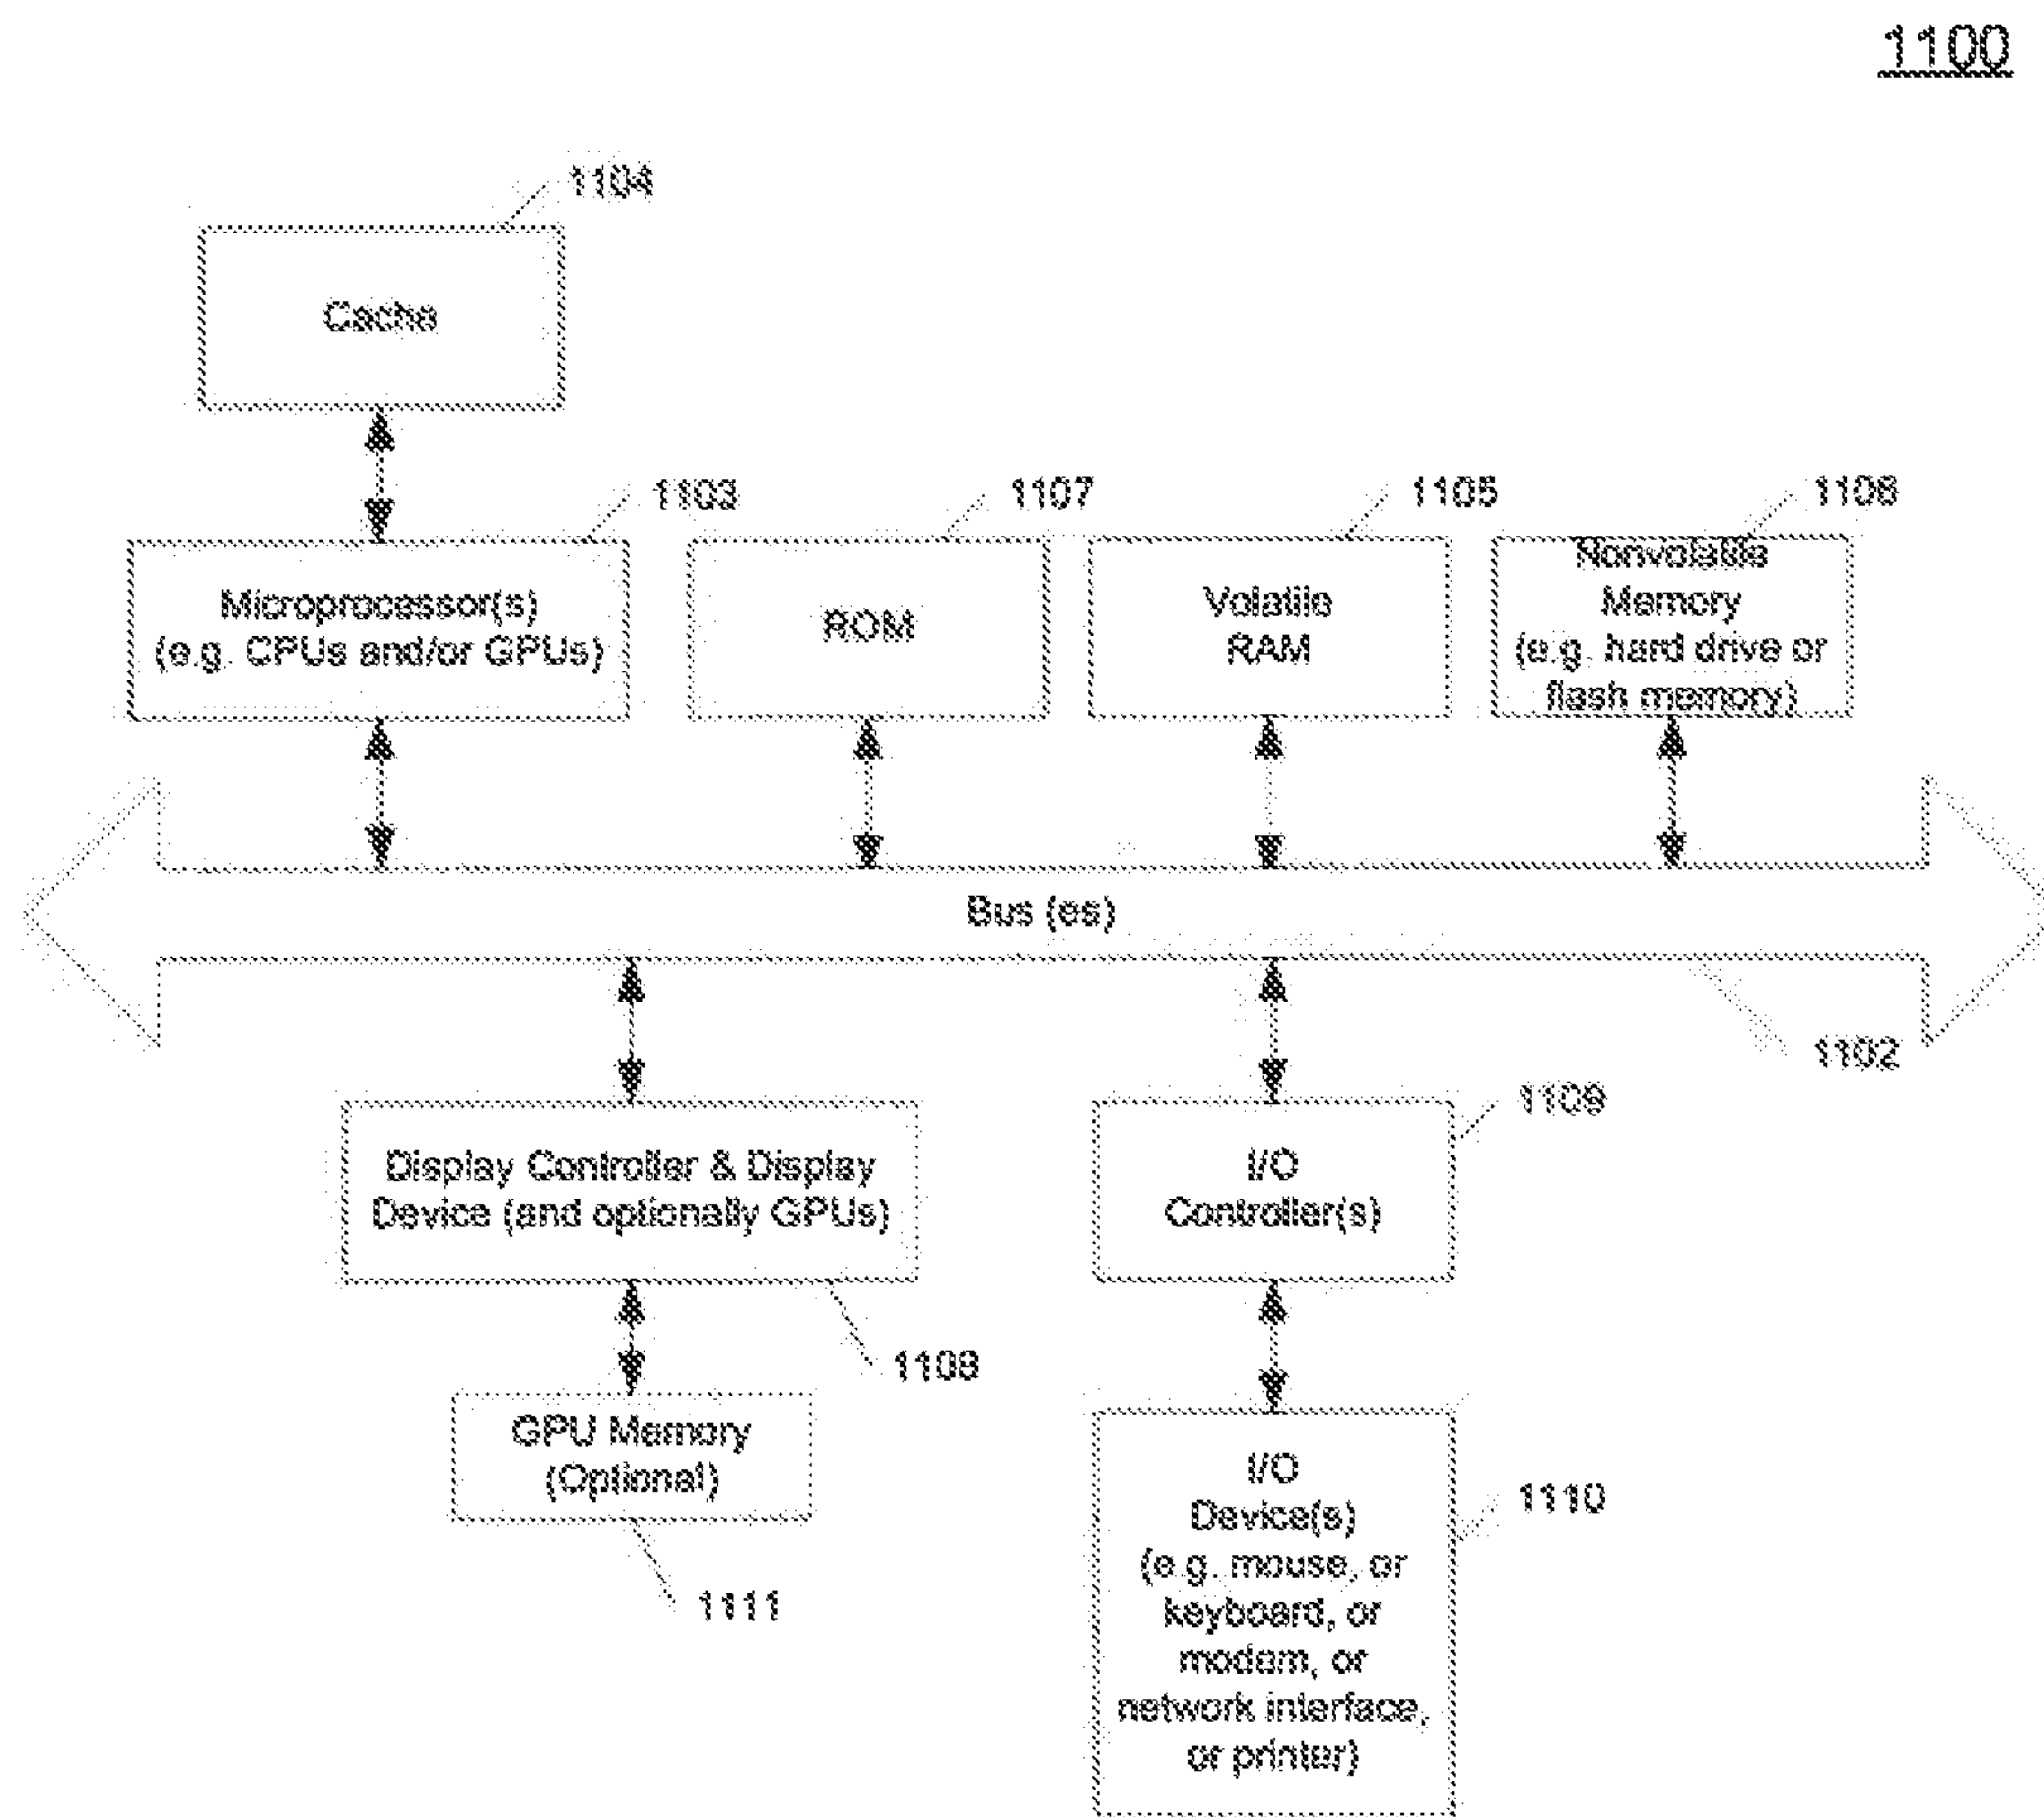 1100
1104
Cache
1103
1107
1105
1106
Microprocessor(s)
(e.g. CPUs and/or GPUs)
ROM
Volatile
RAM
Nonvolatile
Memory
(e.g. hard drive or
flash memory)
Bus (es)
1102
1109
Display Controller & Display
Device (and optionally GPUs)
I/O
Controller(s)
1108
GPU Memory
(Optional)
1111
I/O
Device(s)
(e.g. mouse, or
keyboard, or
modem, or
network interface,
or printer)
1110